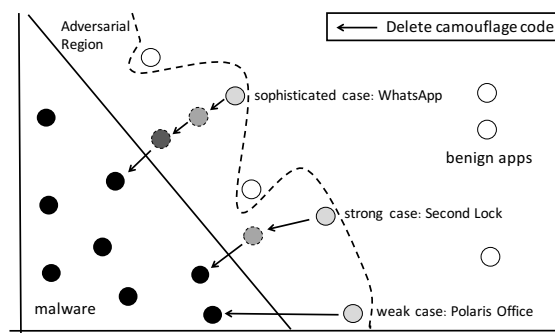 Adversarial
Region
Delete camouflage code
sophisticated case: WhatsApp
benign apps
strong case: Second Lock
malware
weak case: Polaris Office